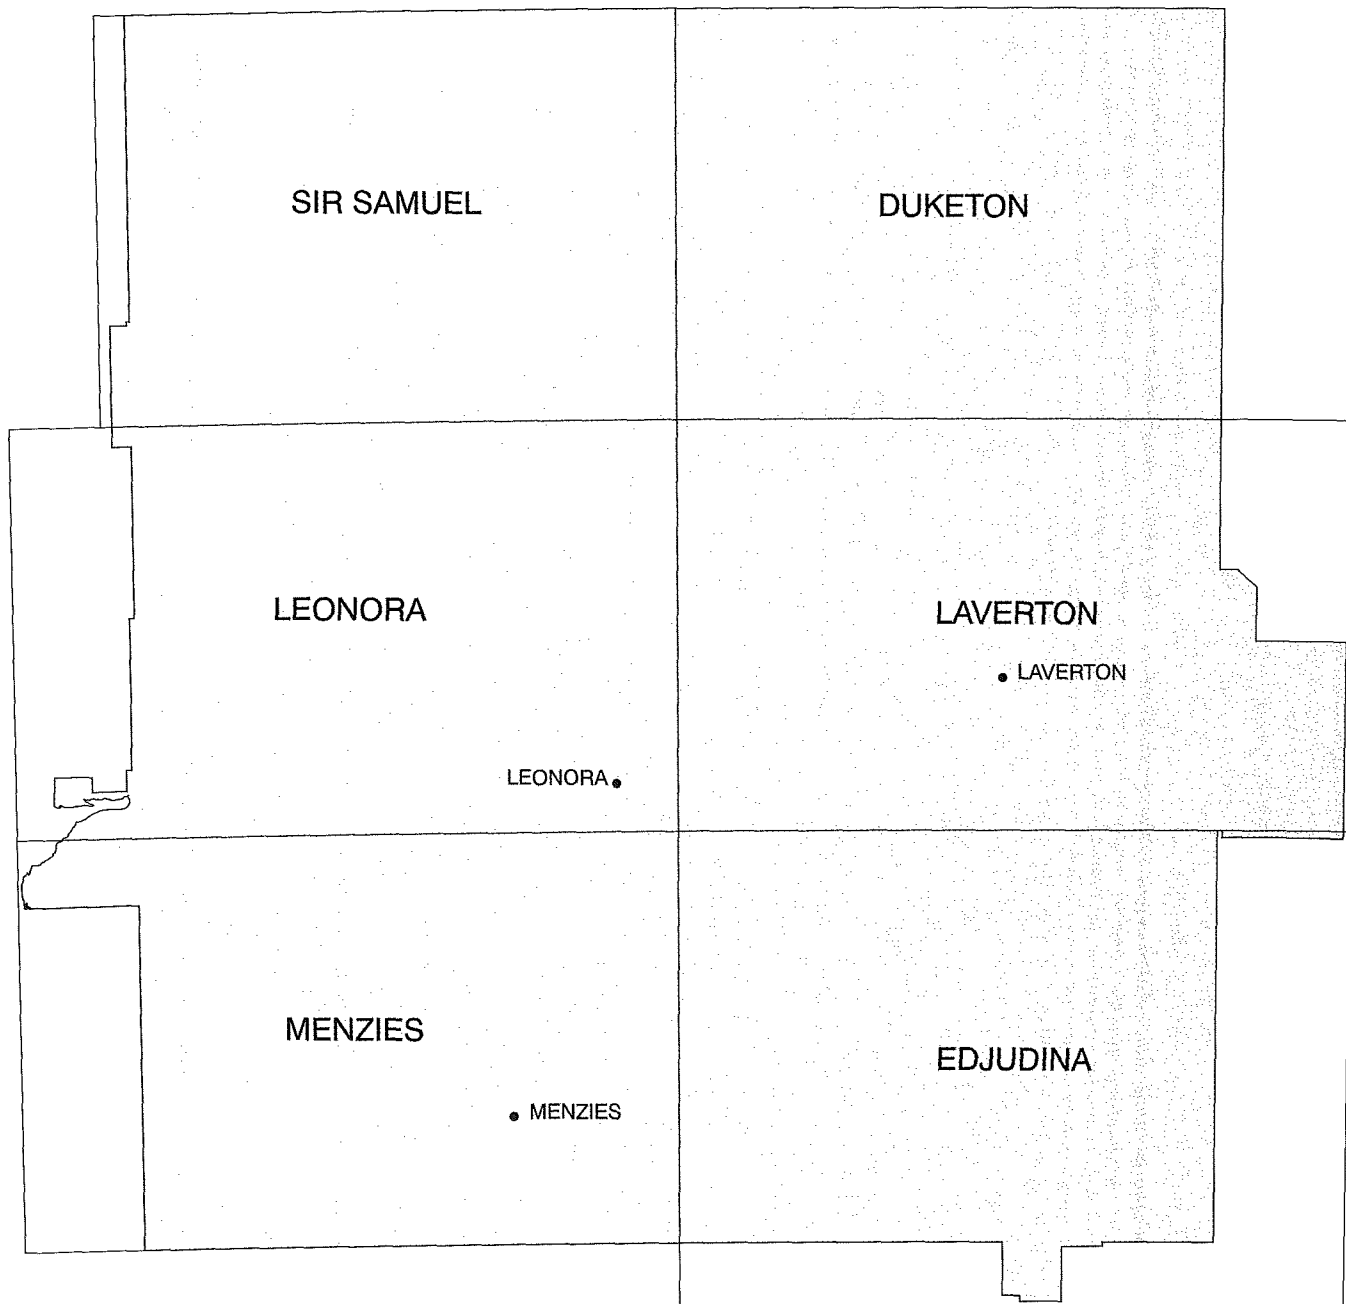 SIR SAMUEL
DUKETON
LEONORA
LAVERTON
LAVERTON
LEONORA
MENZIES
EDJUDINA
MENZIES